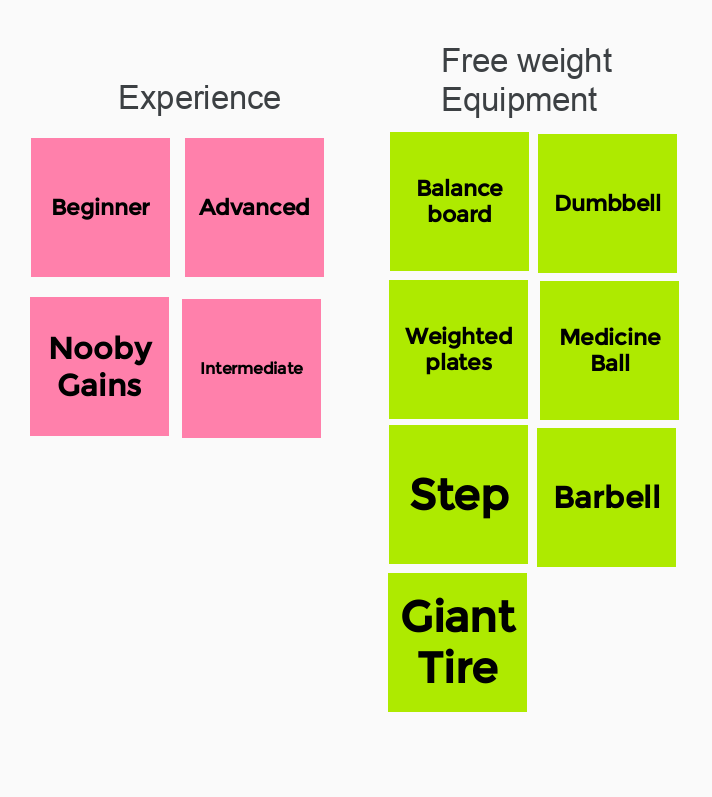 Experience
Beginner
Advanced
Nooby
Gains
Intermediate
Free weight
Equipment
Balance
board
Dumbbell
Weighted
plates
Medicine
Ball
Step
Barbell
Giant
Tire